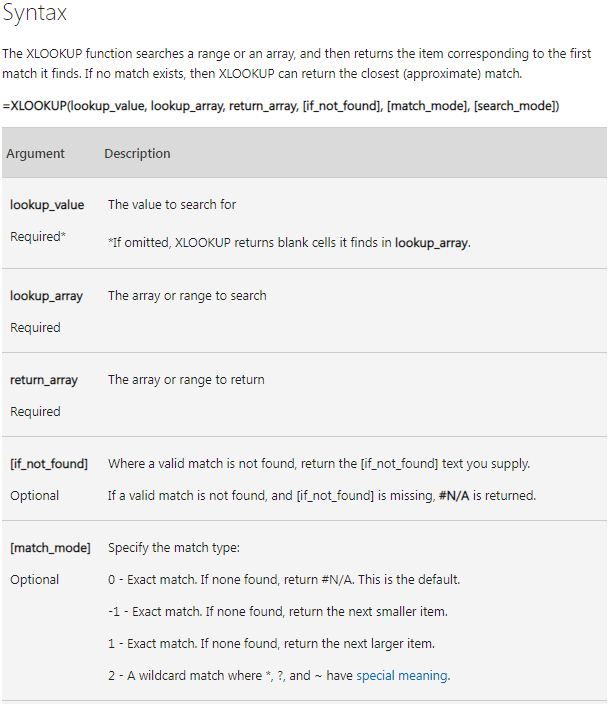 Syntax
The XLOOKUP function searches a range or an array, and then returns the item corresponding to the first
match it finds. If no match exists, then XLOOKUP can return the closest (approximate) match.
=XLOOKUP(lookup_value, lookup_array, return_array, [if_not_found], [match_mode], [search_mode])
Argument Description
lookup_value The value to search for
Required*
*If omitted, XLOOKUP returns blank cells it finds in lookup_array.
lookup_array The array or range to search
Required
return_array The array or range to return
Required
[if_not_found] Where a valid match is not found, return the [if_not_found] text you supply.
Optional If a valid match is not found, and [if_not_found] is missing, #N/A is returned.
[match_mode] Specify the match type:
Optional 0 - Exact match. If none found, return #N/A. This is the default.
-1 - Exact match. If none found, return the next smaller item.
1 - Exact match. If none found, return the next larger item.
2 - A wildcard match where *, ?, and ~ have special meaning.